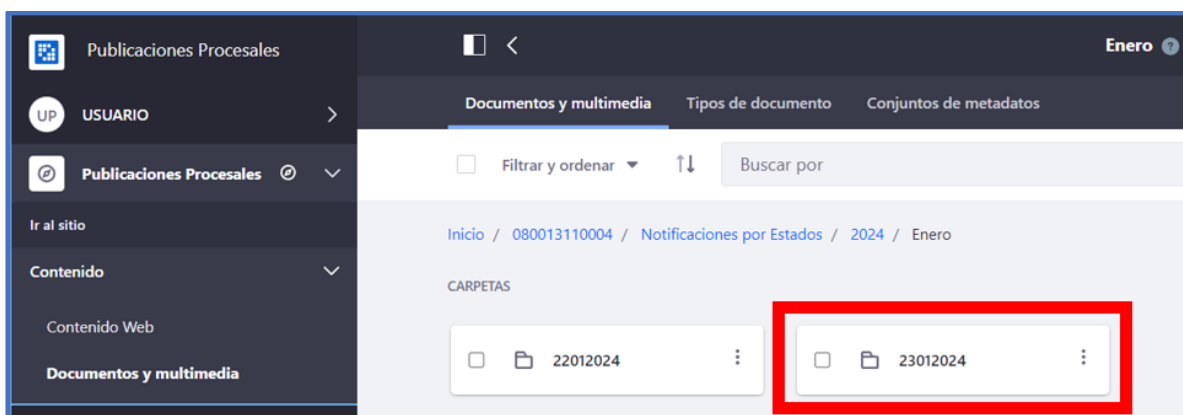 Publicaciones Procesales
Enero ?
UP USUARIO
Documentos y multimedia Tipos de documento Conjuntos de metadatos
Publicaciones Procesales
Filtrar y ordenar Buscar por
Ir al sitio
Inicio / 080013110004 / Notificaciones por Estados / 2024 / Enero
Contenido
CARPETAS
Contenido Web
22012024 23012024
Documentos y multimedia